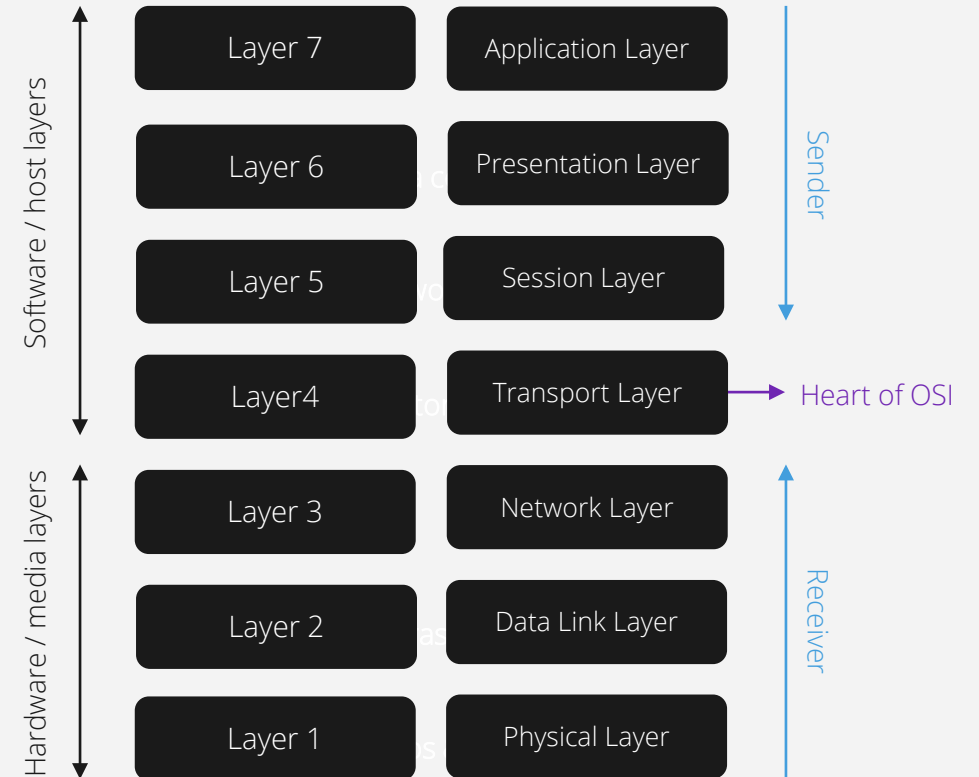 Software / host layers
Layer 7
Application Layer
Layer 6
Presentation Layer
Layer 5
Session Layer
Layer4
Transport Layer
Sender
Heart of OSI
Hardware / media layers
Layer 3
Network Layer
Layer 2
Data Link Layer
Layer 1
Physical Layer
Receiver